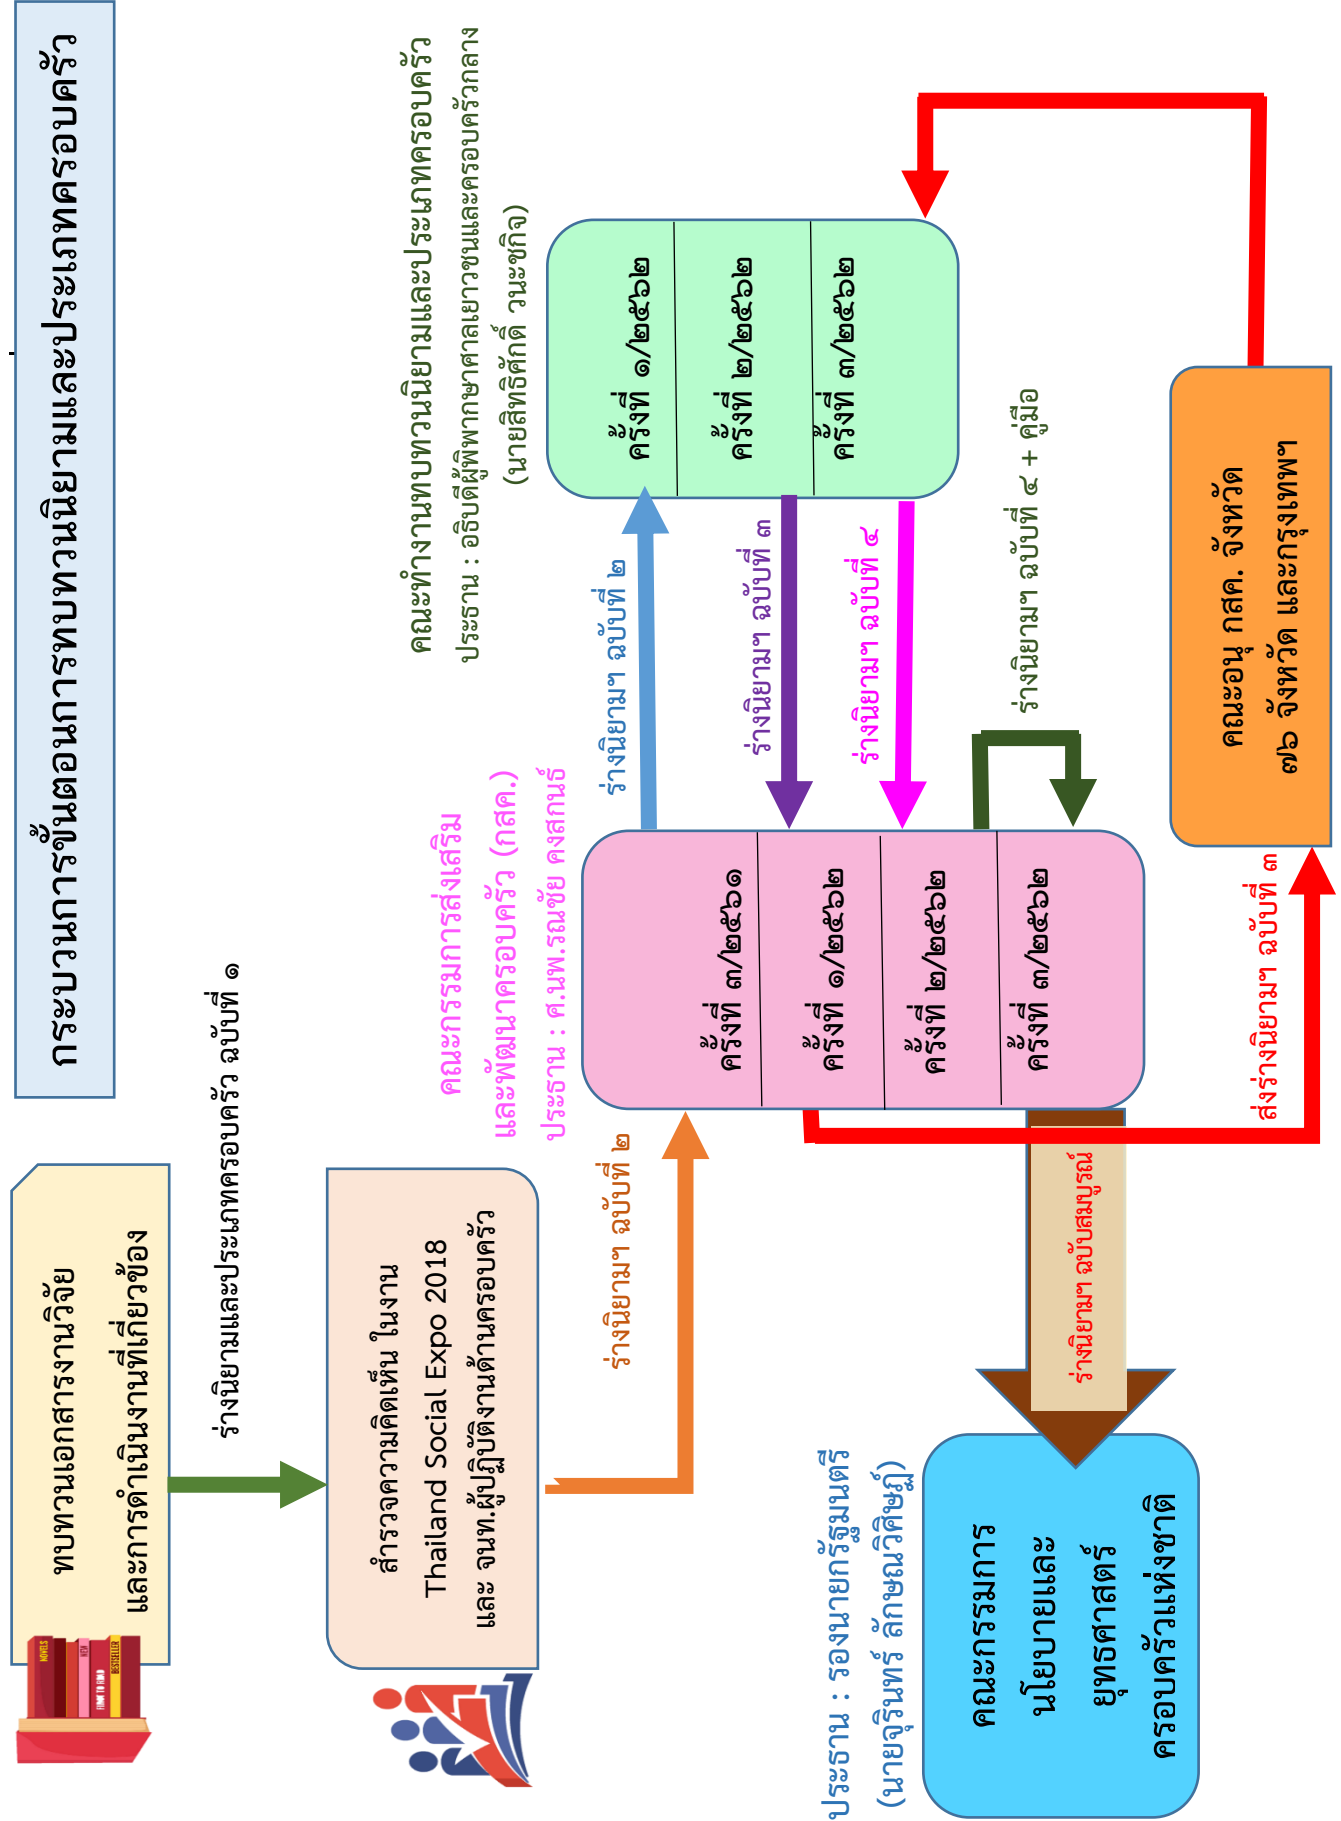 กระบวนการขั้นตอนการทบทวนนิยามและประเภทครอบครัว
ทบทวนเอกสารงานวิจัย
และการดำเนินงานที่เกี่ยวข้อง
NOVELS
NEW
BESTSELLER
ร่างนิยามและประเภทครอบครัว ฉบับที่ ๑
สำรวจความคิดเห็น ในงาน
Thailand Social Expo 2018
และ จนท.ผู้ปฏิบัติงานด้านครอบครัว
ร่างนิยามฯ ฉบับที่ ๒
คณะกรรมการส่งเสริม
และพัฒนาครอบครัว (กสค.)
ประธาน : ศ.นพ.รณชัย คงสกนธ์
ครั้งที่ ๓/๒๕๖๑
ครั้งที่ ๑/๒๕๖๒
ครั้งที่ ๒/๒๕๖๒
ครั้งที่ ๓/๒๕๖๒
ร่างนิยามฯ ฉบับที่ ๒
ร่างนิยามฯ ฉบับที่ ๓
ร่างนิยามฯ ฉบับที่ ๔
ร่างนิยามฯ ฉบับที่ ๔ + คู่มือ
คณะทำงานทบทวนนิยามและประเภทครอบครัว
ประธาน : อธิบดีผู้พิพากษาศาลเยาวชนและครอบครัวกลาง
(นายสิทธิศักดิ์ วนะชกิจ)
ครั้งที่ ๑/๒๕๖๒
ครั้งที่ ๒/๒๕๖๒
ครั้งที่ ๓/๒๕๖๒
ส่งร่างนิยามฯ ฉบับที่ ๓
คณะอนุ กสค. จังหวัด
๗๖ จังหวัด และกรุงเทพฯ
ร่างนิยามฯ ฉบับสมบูรณ์
ประธาน : รองนายกรัฐมนตรี
(นายจุรินทร์ ลักษณวิศิษฏ์)
คณะกรรมการ
นโยบายและ
ยุทธศาสตร์
ครอบครัวแห่งชาติ